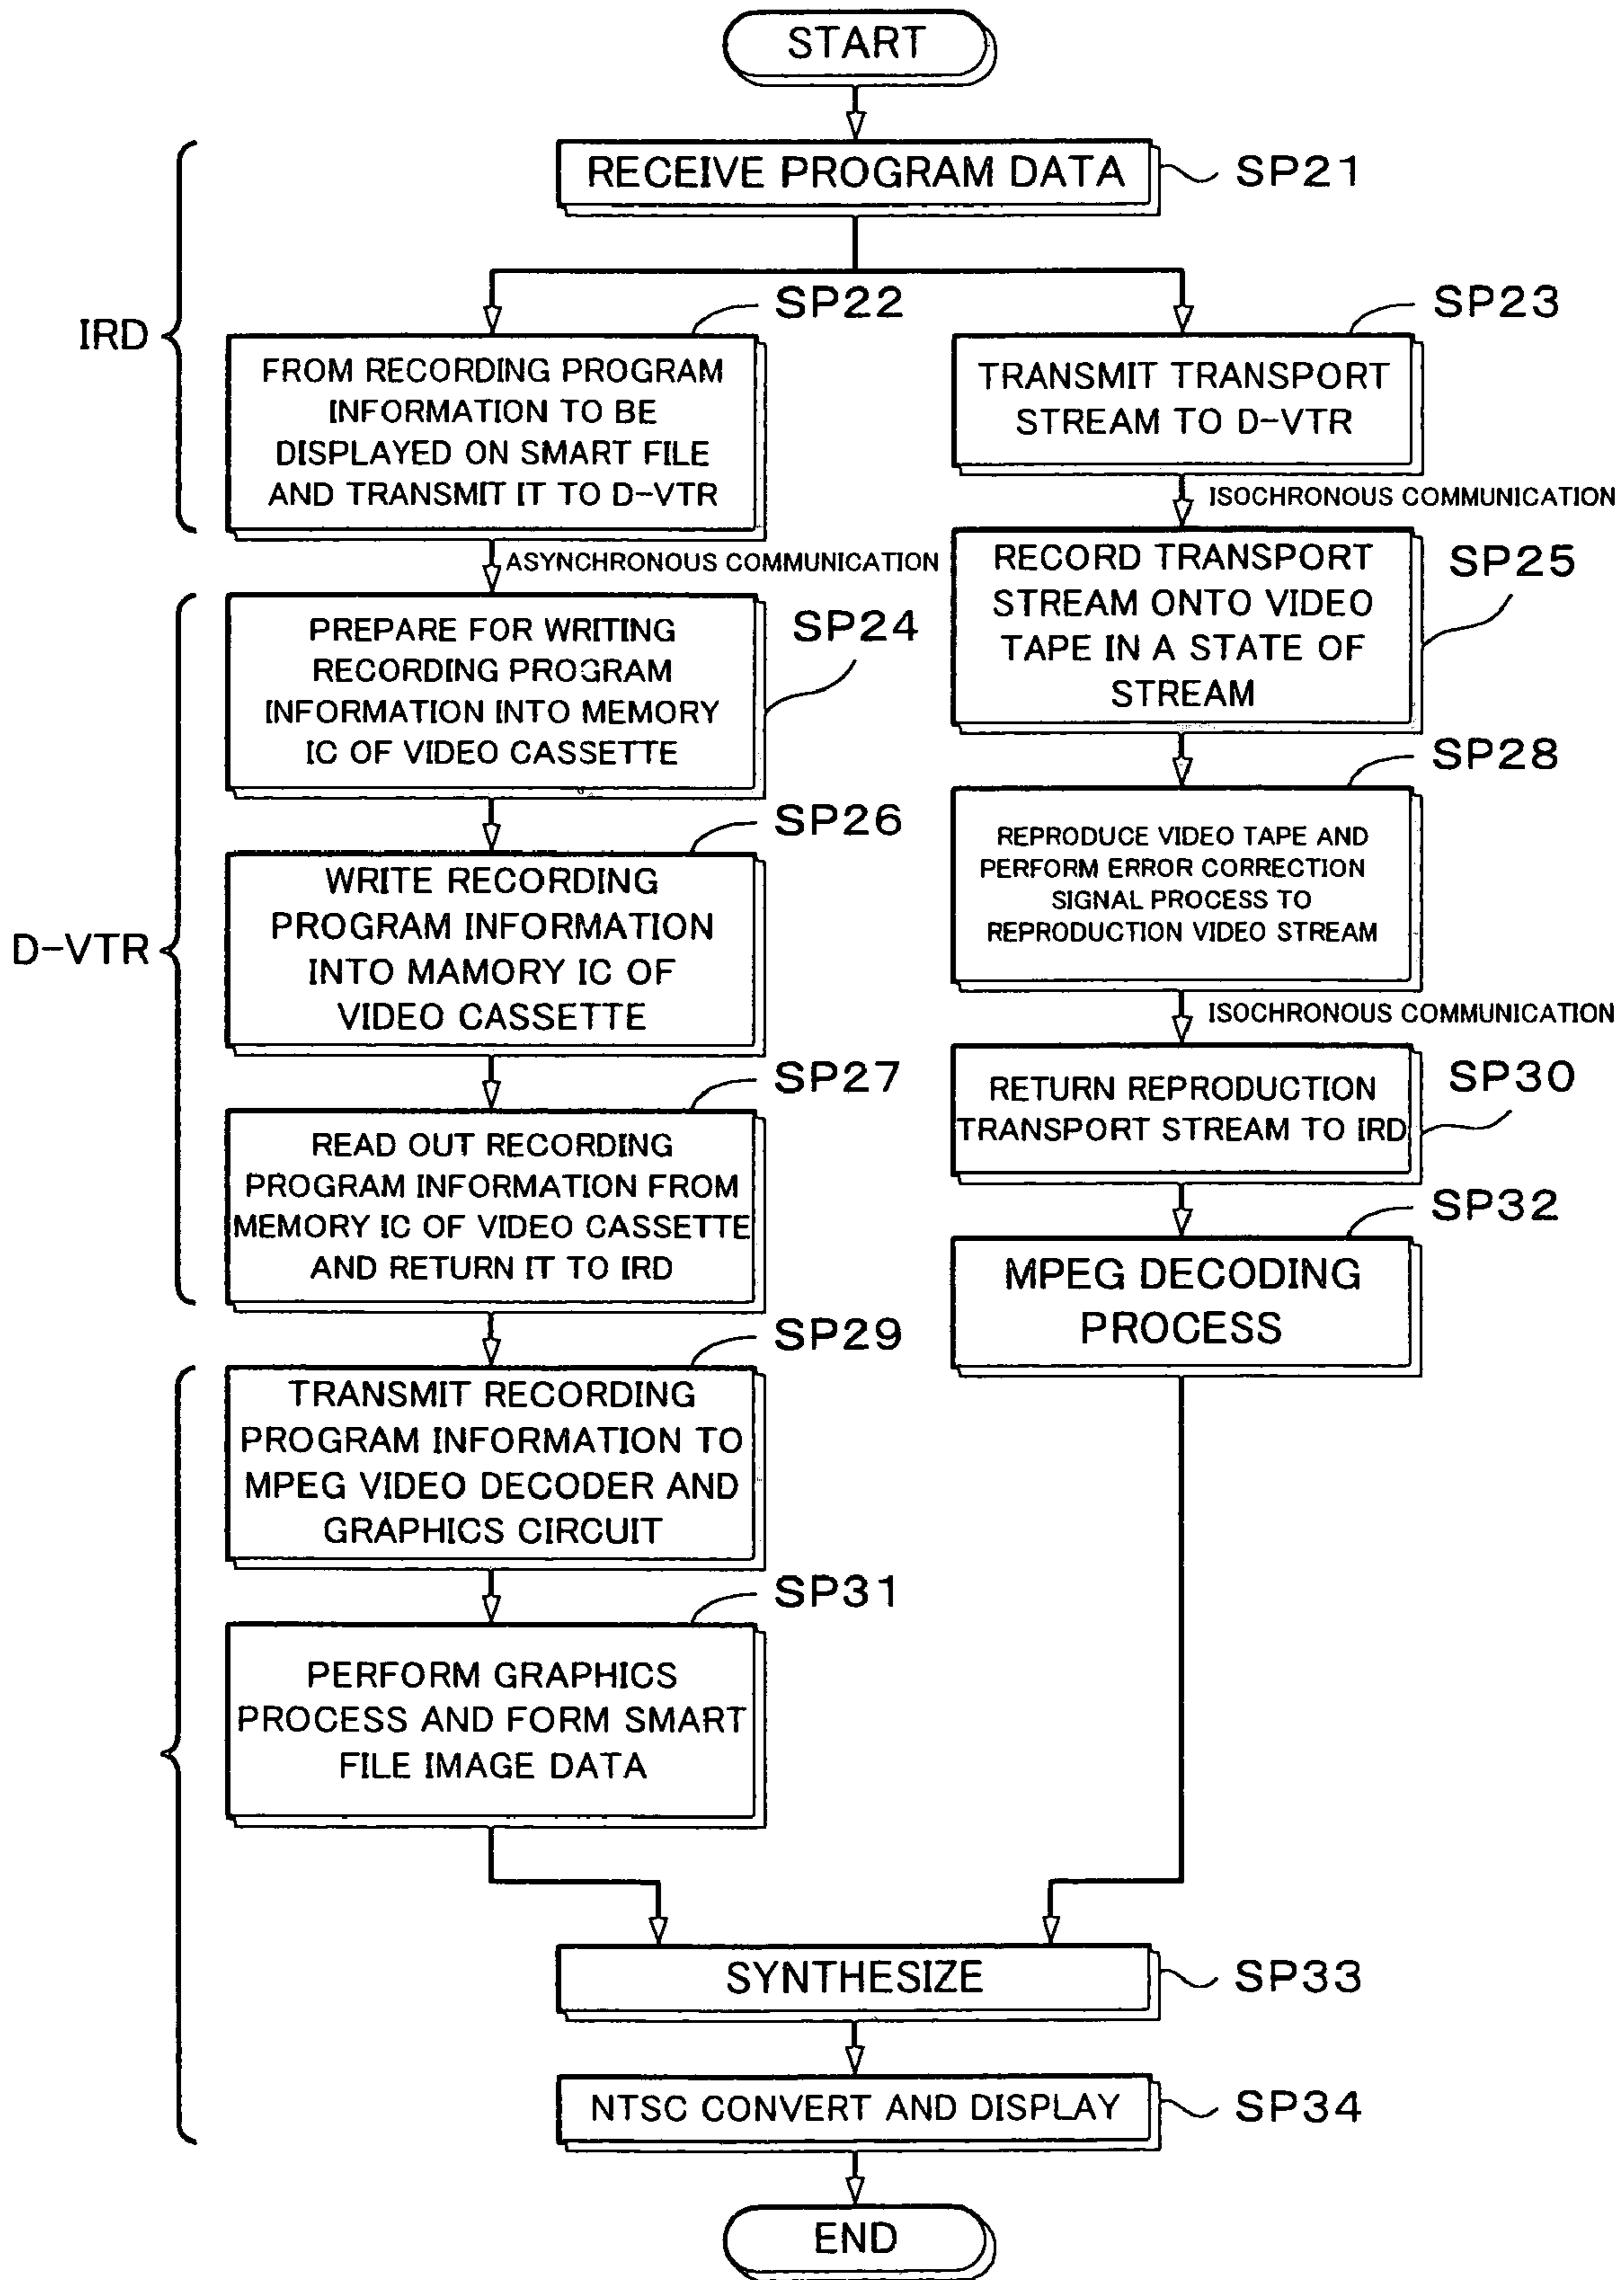 START
RECEIVE PROGRAM DATA
SP21
IRD
SP22
FROM RECORDING PROGRAM
INFORMATION TO BE
DISPLAYED ON SMART FILE
AND TRANSMIT IT TO D-VTR
SP23
TRANSMIT TRANSPORT
STREAM TO D-VTR
ISOCHRONOUS COMMUNICATION
ASYNCHRONOUS COMMUNICATION
D-VTR
PREPARE FOR WRITING
RECORDING PROGRAM
INFORMATION INTO MEMORY
IC OF VIDEO CASSETTE
SP24
RECORD TRANSPORT
STREAM ONTO VIDEO
TAPE IN A STATE OF
STREAM
SP25
SP26
WRITE RECORDING
PROGRAM INFORMATION
INTO MAMORY IC OF
VIDEO CASSETTE
SP28
REPRODUCE VIDEO TAPE AND
PERFORM ERROR CORRECTION
SIGNAL PROCESS TO
REPRODUCTION VIDEO STREAM
ISOCHRONOUS COMMUNICATION
SP27
READ OUT RECORDING
PROGRAM INFORMATION FROM
MEMORY IC OF VIDEO CASSETTE
AND RETURN IT TO IRD
RETURN REPRODUCTION
TRANSPORT STREAM TO IRD
SP30
SP29
TRANSMIT RECORDING
PROGRAM INFORMATION TO
MPEG VIDEO DECODER AND
GRAPHICS CIRCUIT
SP32
MPEG DECODING
PROCESS
SP31
PERFORM GRAPHICS
PROCESS AND FORM SMART
FILE IMAGE DATA
SYNTHESIZE
SP33
NTSC CONVERT AND DISPLAY
SP34
END